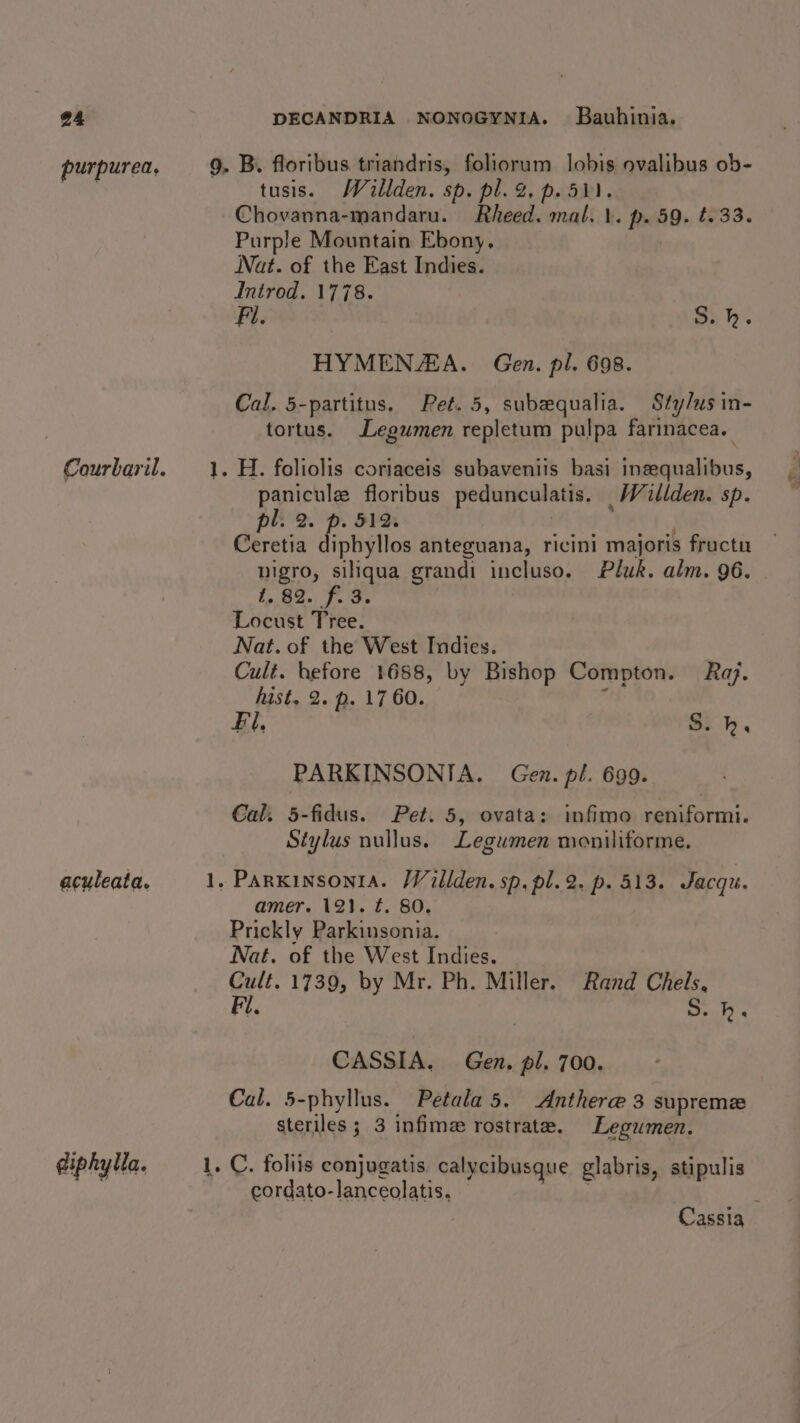 24 DECANDRIA NONOGYNIA. Bauhinia.
purpurea. 9. B. floribus triandris, foliorum lobis ovalibus ob-
tusis. Willden. sp. pl. 2. p. 511.
Chovanna-mandaru. Rheed. mal. 1. p. 59. t. 33.
Purple Mountain Ebony.
Nat. of the East Indies.
Introd. 1778.
Fl. S. ♄.
HYMENÆA. Gen. pl. 698.
Cal. 5-partitus. Pet. 5, subæqualia. Stylus in-
tortus. Legumen repletum pulpa farinacea.
Courbaril. 1. H. foliolis coriaceis subaveniis basi inæqualibus,
paniculæ floribus pedunculatis. Willden. sp.
pl. 2. p. 512.
Ceretia diphyllos anteguana, ricini majoris fructu
nigro, siliqua grandi incluso. Pluk. alm. 96.
t. 82. f. 3.
Locust Tree.
Nat. of the West Indies.
Cult. hefore 1688, by Bishop Compton. Raj.
hist. 2. p. 1760.
Fl. S. ♄.
PARKINSONIA. Gen. pl. 699.
Cal. 5-fidus. Pet. 5, ovata: infimo reniformi.
Stylus nullus. Legumen moniliforme.
aculeata. 1. PARKINSONIA. Willden. sp. pl. 2. p. 513. Jacqu.
amer. 121. t. 80.
Prickly Parkinsonia.
Nat. of the West Indies.
Cult. 1739, by Mr. Ph. Miller. Rand Chels.
Fl. S. ♄.
CASSIA. Gen. pl. 700.
Cal. 5-phyllus. Petala 5. Antheræ 3 supremæ
steriles; 3 infimæ rostratæ. Legumen.
diphylla. 1. C. foliis conjugatis calycibusque glabris, stipulis
cordato-lanceolatis.
Cassia